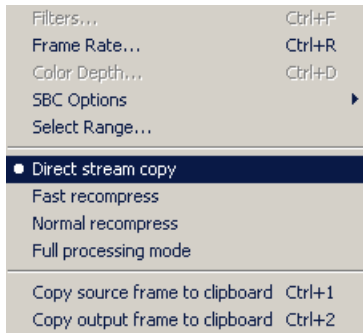 Filters... Ctrl+F
Frame Rate... Ctrl+R
Color Depth... Ctrl+D
SBC Options
Select Range...
Direct stream copy
Fast recompress
Normal recompress
Full processing mode
Copy source frame to clipboard Ctrl+1
Copy output frame to clipboard Ctrl+2